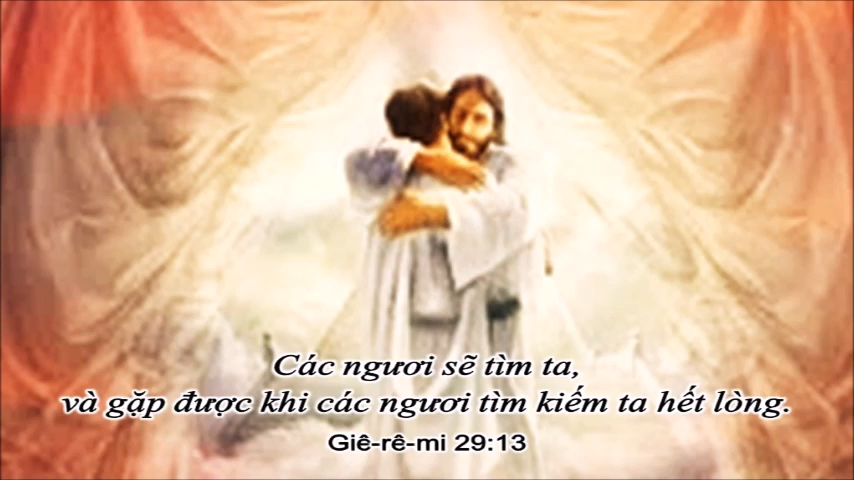 Các ngươi sẽ tìm ta,
và gặp được khi các ngươi tìm kiếm ta hết lòng.
Giê-rê-mi 29:13